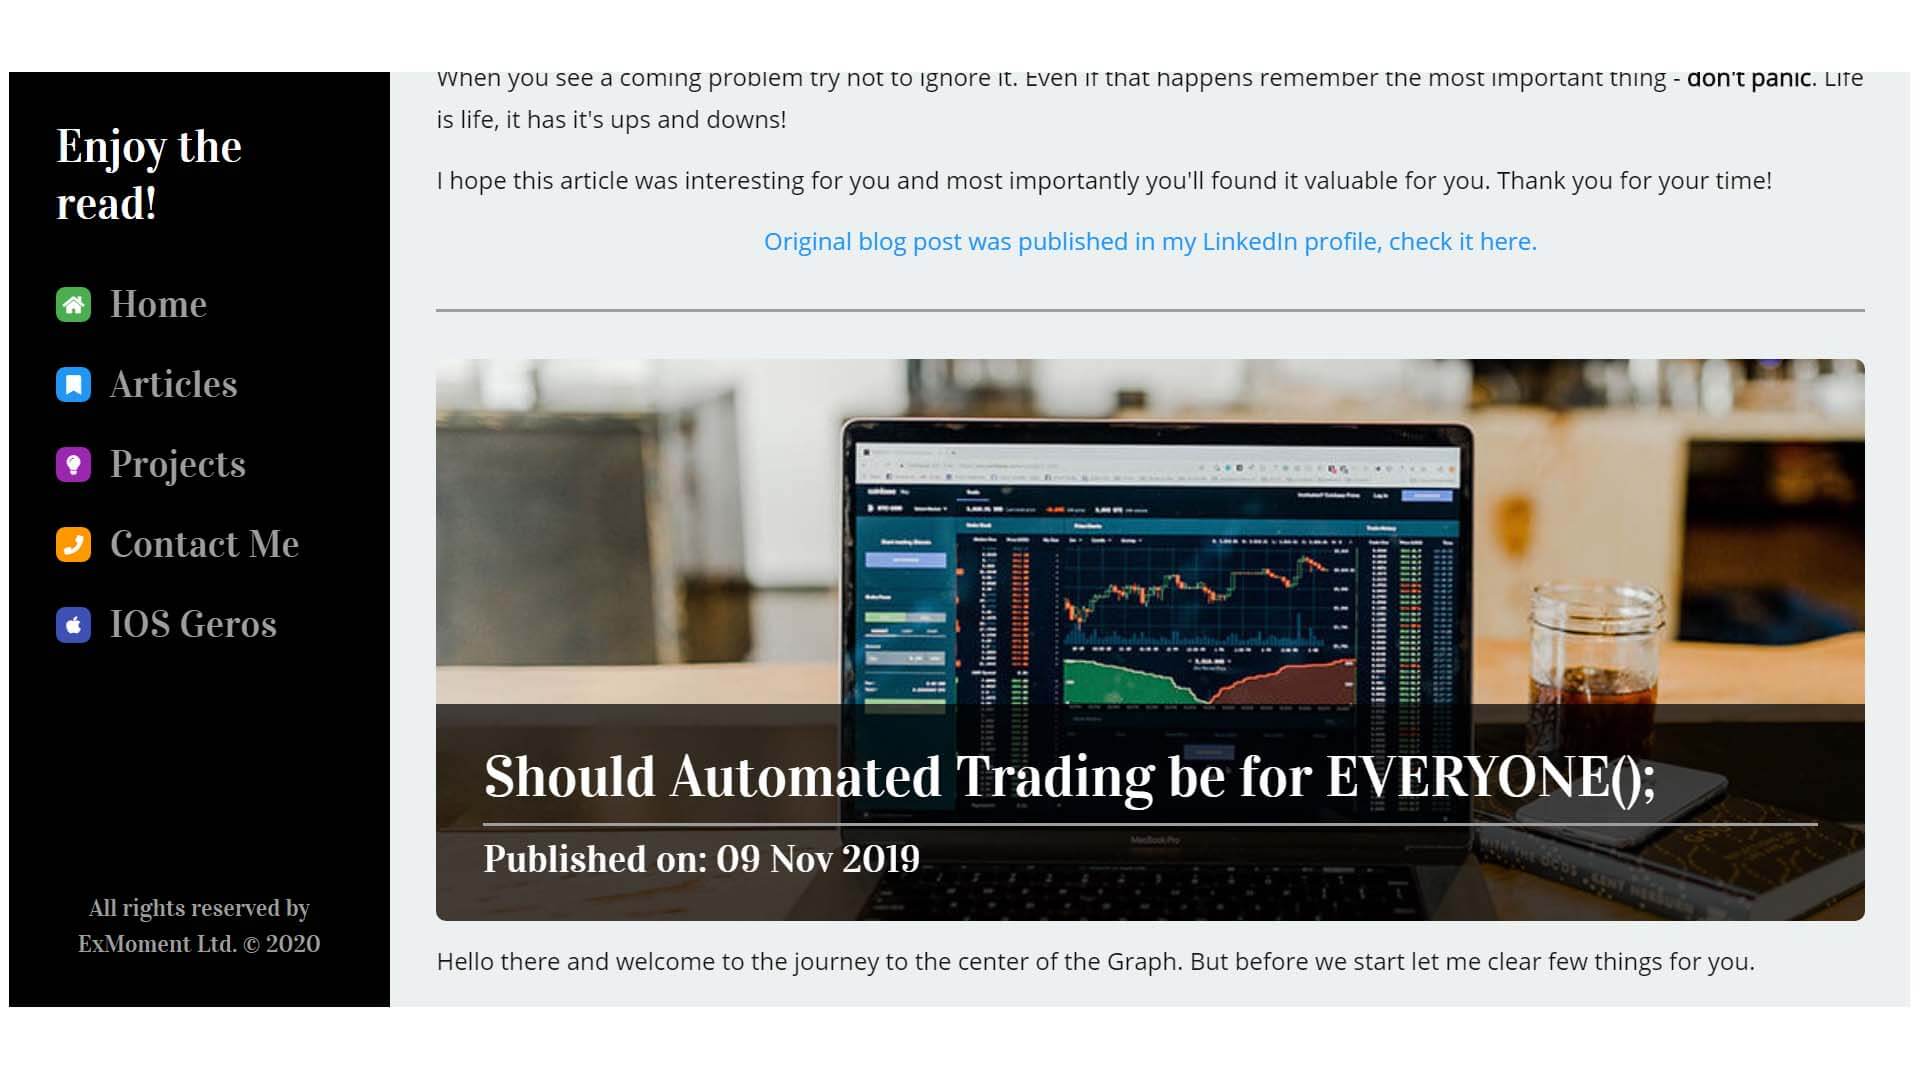 Enjoy the
read!
Home
Articles
Projects
Contact Me
IOS Geros
All rights reserved by
ExMoment Ltd. © 2020
When you see a coming problem try not to ignore it. Even if that happens remember the most important thing - don't panic. Life
is life, it has it's ups and downs!
I hope this article was interesting for you and most importantly you'll found it valuable for you. Thank you for your time!
Original blog post was published in my LinkedIn profile, check it here.
Should Automated Trading be for EVERYONE();
MacBook Pro
Published on: 09 Nov 2019
Hello there and welcome to the journey to the center of the Graph. But before we start let me clear few things for you.